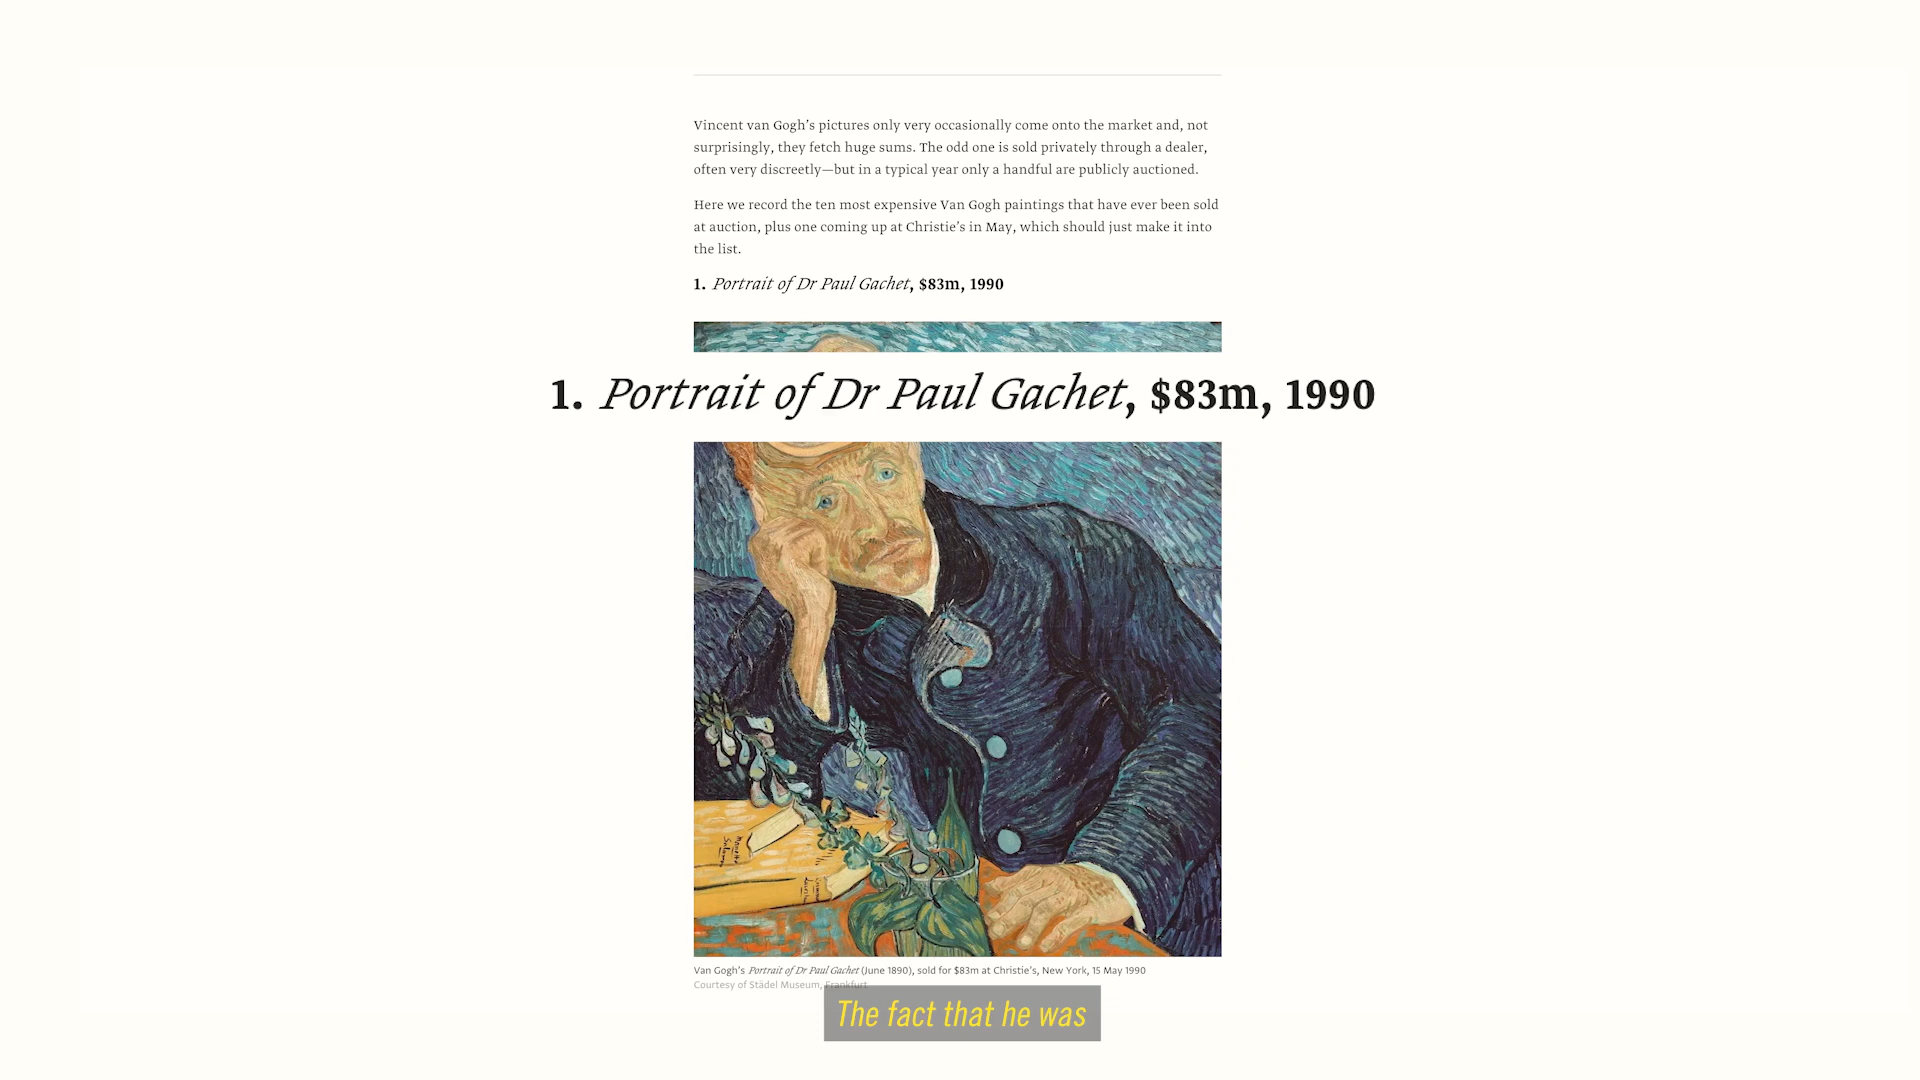 Vincent van Gogh’s pictures only very occasionally come onto the market and, not
surprisingly, they fetch huge sums. The odd one is sold privately through a dealer,
often very discreetly—but in a typical year only a handful are publicly auctioned.
Here we record the ten most expensive Van Gogh paintings that have ever been sold
at auction, plus one coming up at Christie’s in May, which should just make it into
the list.
1. Portrait of Dr Paul Gachet, $83m, 1990
1. Portrait of Dr Paul Gachet, $83m, 1990
Van Gogh’s Portrait of Dr Paul Gachet (June 1890), sold for $83m at Christie’s, New York, 15 May 1990
Courtesy of Städel Museum, Frankfurt
The fact that he was